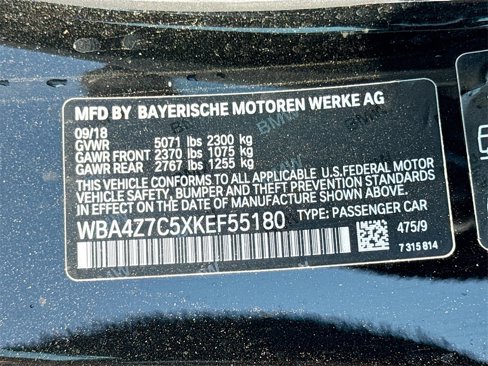 MFD BY BAYERISCHE MOTOREN WERKE AG
09/18
GVWR 5071 lbs 2300 kg
GAWR FRONT 2370 lbs 1075 kg
GAWR REAR 2767 lbs 1255 kg
THIS VEHICLE CONFORMS TO ALL APPLICABLE U.S.FEDERAL MOTOR
VEHICLE SAFETY, BUMPER AND THEFT PREVENTION STANDARDS
IN EFFECT ON THE DATE OF MANUFACTURE SHOWN ABOVE.
WBA4Z7C5XKEF55180 TYPE: PASSENGER CAR
475/9
7 315 814